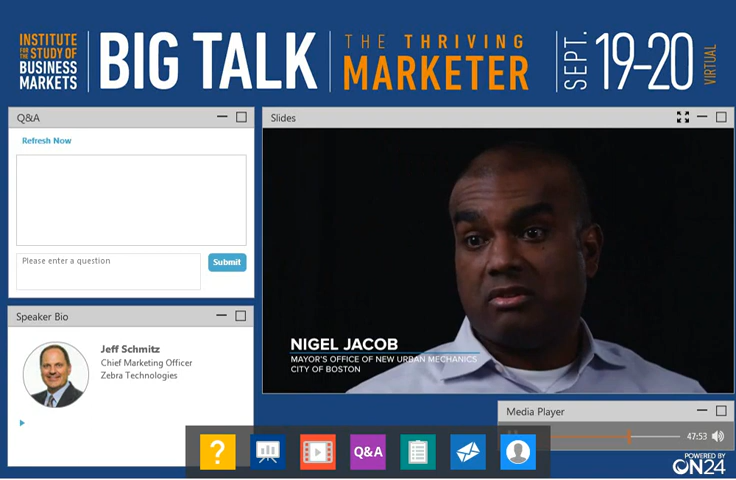 INSTITUTE
FOR THE STUDY OF
BUSINESS
MARKETS
BIG TALK
THE THRIVING
MARKETER
SEPT.
19–20
VIRTUAL
Q&A
Refresh Now
Please enter a question
Submit
Slides
NIGEL JACOB
MAYOR'S OFFICE OF NEW URBAN MECHANICS
CITY OF BOSTON
Speaker Bio
Jeff Schmitz
Chief Marketing Officer
Zebra Technologies
Media Player
47:53
?
Q&A
POWERED BY
ON24